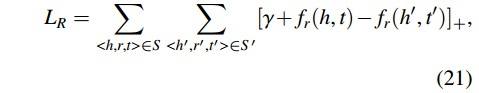 L_R = ∑_{<h,r,t>∈S} ∑_{<h′,r′,t′>∈S′} [γ+f_r(h,t)−f_r(h′,t′)]_+,
(21)